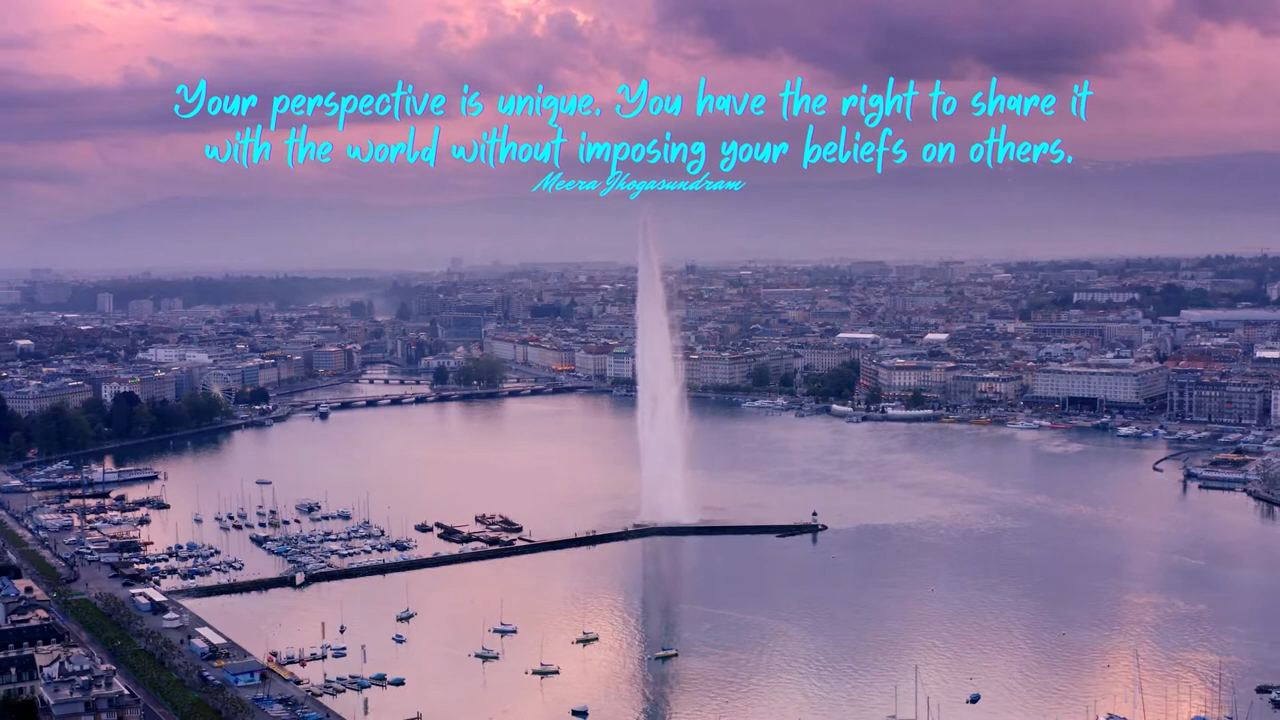 Your perspective is unique. You have the right to share it
with the world without imposing your beliefs on others.
Meera Jhogasundram